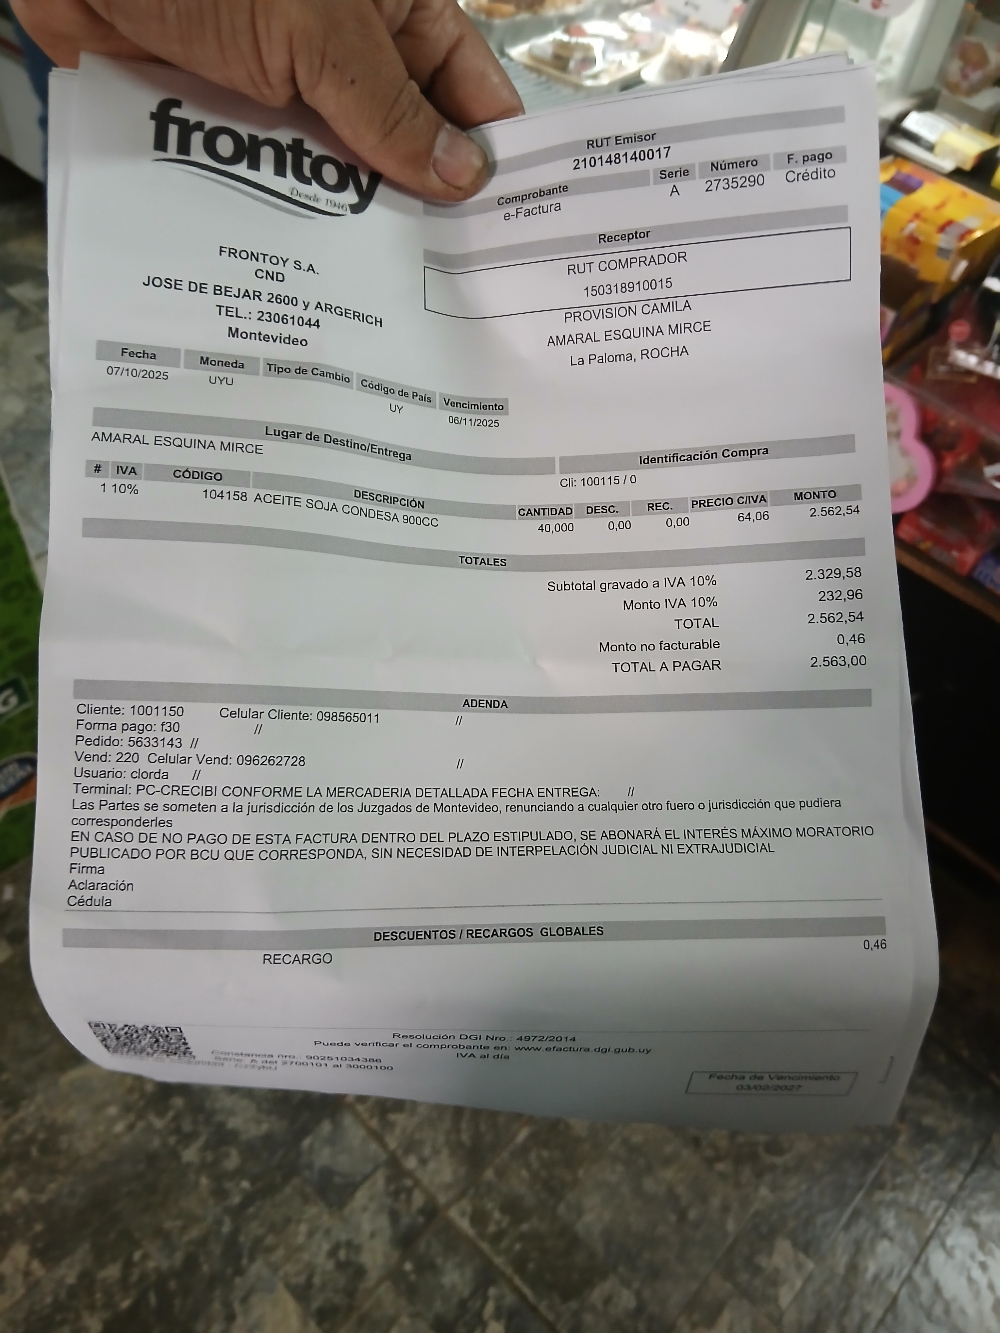 frontoy
Desde 1946
RUT Emisor
210148140017
Comprobante Serie Número F. pago
e-Factura A 2735290 Crédito
Receptor
RUT COMPRADOR
150318910015
PROVISION CAMILA
AMARAL ESQUINA MIRCE
La Paloma, ROCHA
FRONTOY S.A.
CND
JOSE DE BEJAR 2600 y ARGERICH
TEL.: 23061044
Montevideo
Fecha Moneda Tipo de Cambio Código de País Vencimiento
07/10/2025 UYU UY 06/11/2025
Lugar de Destino/Entrega
AMARAL ESQUINA MIRCE
Identificación Compra
Cli: 100115 / 0
# IVA CÓDIGO DESCRIPCIÓN CANTIDAD DESC. REC. PRECIO C/IVA MONTO
1 10% 104158 ACEITE SOJA CONDESA 900CC 40,000 0,00 0,00 64,06 2.562,54
TOTALES
Subtotal gravado a IVA 10% 2.329,58
Monto IVA 10% 232,96
TOTAL 2.562,54
Monto no facturable 0,46
TOTAL A PAGAR 2.563,00
ADENDA
Cliente: 1001150 Celular Cliente: 098565011 //
Forma pago: f30 //
Pedido: 5633143 //
Vend: 220 Celular Vend: 096262728 //
Usuario: clorda //
Terminal: PC-CRECIBI CONFORME LA MERCADERIA DETALLADA FECHA ENTREGA: //
Las Partes se someten a la jurisdicción de los Juzgados de Montevideo, renunciando a cualquier otro fuero o jurisdicción que pudiera
corresponderles
EN CASO DE NO PAGO DE ESTA FACTURA DENTRO DEL PLAZO ESTIPULADO, SE ABONARÁ EL INTERÉS MÁXIMO MORATORIO
PUBLICADO POR BCU QUE CORRESPONDA, SIN NECESIDAD DE INTERPELACIÓN JUDICIAL NI EXTRAJUDICIAL
Firma
Aclaración
Cédula
DESCUENTOS / RECARGOS GLOBALES
RECARGO 0,46
Resolución DGI Nro.: 4972/2014
Puede verificar el comprobante en: www.efactura.dgi.gub.uy
IVA al día
Constancia nro.: 90251034386
Serie: A del 2700101 al 3000100
Fecha de Vencimiento
03/02/2027